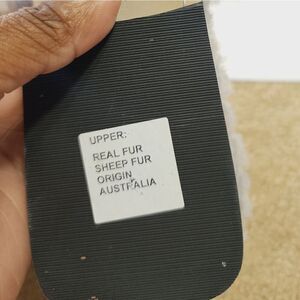 UPPER:
REAL FUR
SHEEP FUR
ORIGIN
AUSTRALIA